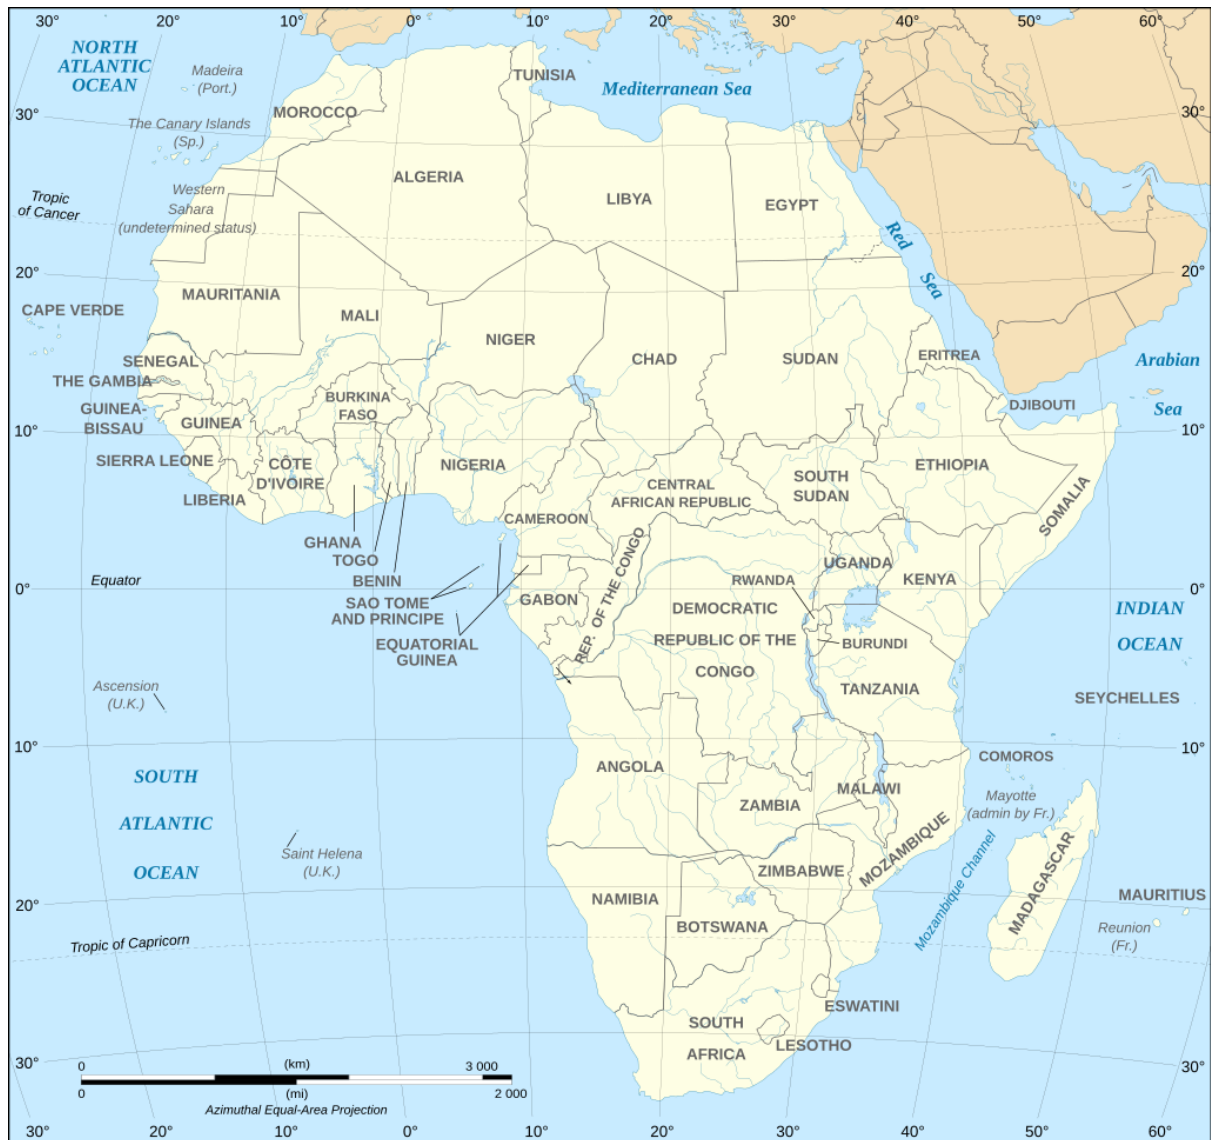 30°
20°
10°
0°
10°
20°
30°
40°
50°
60°
NORTH
ATLANTIC
OCEAN
Madeira
(Port.)
TUNISIA
Mediterranean Sea
30°
MOROCCO
30°
The Canary Islands
(Sp.)
ALGERIA
LIBYA
EGYPT
Western
Sahara
(undetermined status)
Tropic
of Cancer
Red
Sea
20°
20°
MAURITANIA
CAPE VERDE
MALI
NIGER
CHAD
SUDAN
ERITREA
Arabian
Sea
SENEGAL
THE GAMBIA
BURKINA
FASO
DJIBOUTI
GUINEA-
BISSAU
GUINEA
10°
10°
SIERRA LEONE
CÔTE
D'IVOIRE
NIGERIA
ETHIOPIA
CENTRAL
AFRICAN REPUBLIC
SOUTH
SUDAN
LIBERIA
SOMALIA
CAMEROON
GHANA
TOGO
BENIN
REP. OF THE CONGO
UGANDA
KENYA
RWANDA
Equator
0°
0°
SAO TOME
AND PRINCIPE
GABON
DEMOCRATIC
REPUBLIC OF THE
CONGO
INDIAN
OCEAN
EQUATORIAL
GUINEA
BURUNDI
TANZANIA
Ascension
(U.K.)
SEYCHELLES
10°
10°
COMOROS
SOUTH
ATLANTIC
OCEAN
ANGOLA
ZAMBIA
MALAWI
Mayotte
(admin by Fr.)
MOZAMBIQUE
Mozambique Channel
MADAGASCAR
Saint Helena
(U.K.)
ZIMBABWE
NAMIBIA
BOTSWANA
MAURITIUS
20°
20°
Reunion
(Fr.)
Tropic of Capricorn
ESWATINI
SOUTH
AFRICA
LESOTHO
30°
30°
0
(km)
3 000
0
(mi)
2 000
Azimuthal Equal-Area Projection
30°
20°
10°
0°
10°
20°
30°
40°
50°
60°